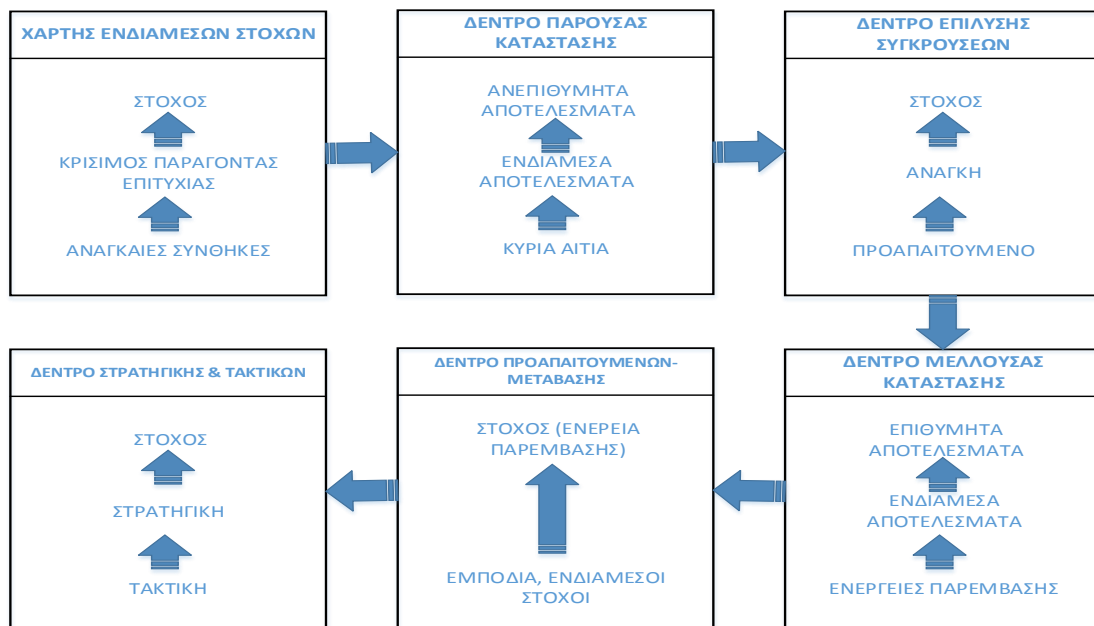 ΧΑΡΤΗΣ ΕΝΔΙΑΜΕΣΩΝ ΣΤΟΧΩΝ
ΣΤΟΧΟΣ
ΚΡΙΣΙΜΟΣ ΠΑΡΑΓΟΝΤΑΣ
ΕΠΙΤΥΧΙΑΣ
ΑΝΑΓΚΑΙΕΣ ΣΥΝΘΗΚΕΣ
ΔΕΝΤΡΟ ΠΑΡΟΥΣΑΣ
ΚΑΤΑΣΤΑΣΗΣ
ΑΝΕΠΙΘΥΜΗΤΑ
ΑΠΟΤΕΛΕΣΜΑΤΑ
ΕΝΔΙΑΜΕΣΑ
ΑΠΟΤΕΛΕΣΜΑΤΑ
ΚΥΡΙΑ ΑΙΤΙΑ
ΔΕΝΤΡΟ ΕΠΙΛΥΣΗΣ
ΣΥΓΚΡΟΥΣΕΩΝ
ΣΤΟΧΟΣ
ΑΝΑΓΚΗ
ΠΡΟΑΠΑΙΤΟΥΜΕΝΟ
ΔΕΝΤΡΟ ΜΕΛΛΟΥΣΑΣ
ΚΑΤΑΣΤΑΣΗΣ
ΕΠΙΘΥΜΗΤΑ
ΑΠΟΤΕΛΕΣΜΑΤΑ
ΕΝΔΙΑΜΕΣΑ
ΑΠΟΤΕΛΕΣΜΑΤΑ
ΕΝΕΡΓΕΙΕΣ ΠΑΡΕΜΒΑΣΗΣ
ΔΕΝΤΡΟ ΠΡΟΑΠΑΙΤΟΥΜΕΝΩΝ-
ΜΕΤΑΒΑΣΗΣ
ΣΤΟΧΟΣ (ΕΝΕΡΕΙΑ
ΠΑΡΕΜΒΑΣΗΣ)
ΕΜΠΟΔΙΑ, ΕΝΔΙΑΜΕΣΟΙ
ΣΤΟΧΟΙ
ΔΕΝΤΡΟ ΣΤΡΑΤΗΓΙΚΗΣ & ΤΑΚΤΙΚΩΝ
ΣΤΟΧΟΣ
ΣΤΡΑΤΗΓΙΚΗ
ΤΑΚΤΙΚΗ